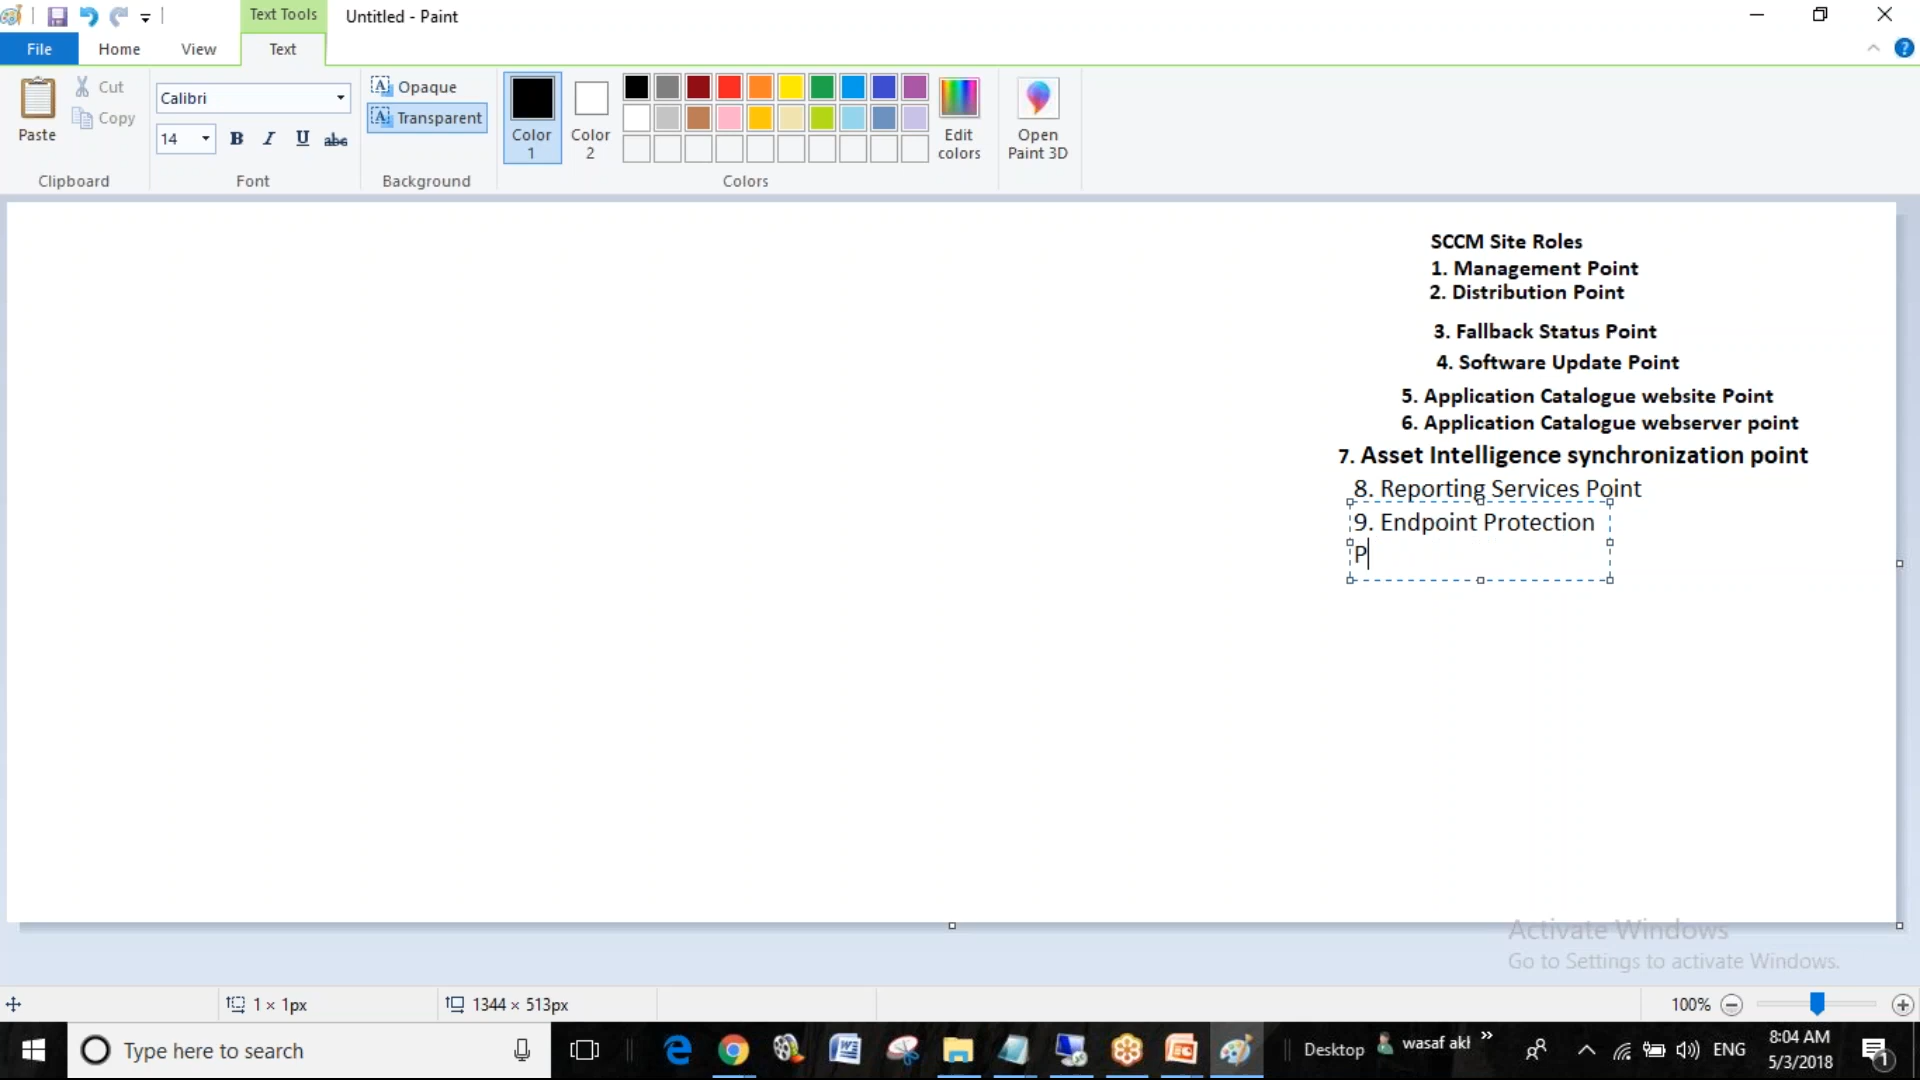 Text Tools
Untitled - Paint
File
Home
View
Text
Paste
Cut
Copy
Clipboard
Calibri
14
B
I
U
abc
Font
Opaque
Transparent
Background
Color
1
Color
2
Edit
colors
Colors
Open
Paint 3D
SCCM Site Roles
1. Management Point
2. Distribution Point
3. Fallback Status Point
4. Software Update Point
5. Application Catalogue website Point
6. Application Catalogue webserver point
7. Asset Intelligence synchronization point
8. Reporting Services Point
9. Endpoint Protection
P
Activate Windows
Go to Settings to activate Windows.
1 × 1px
1344 × 513px
100%
Type here to search
Desktop
wasaf akl
ENG
8:04 AM
5/3/2018
1